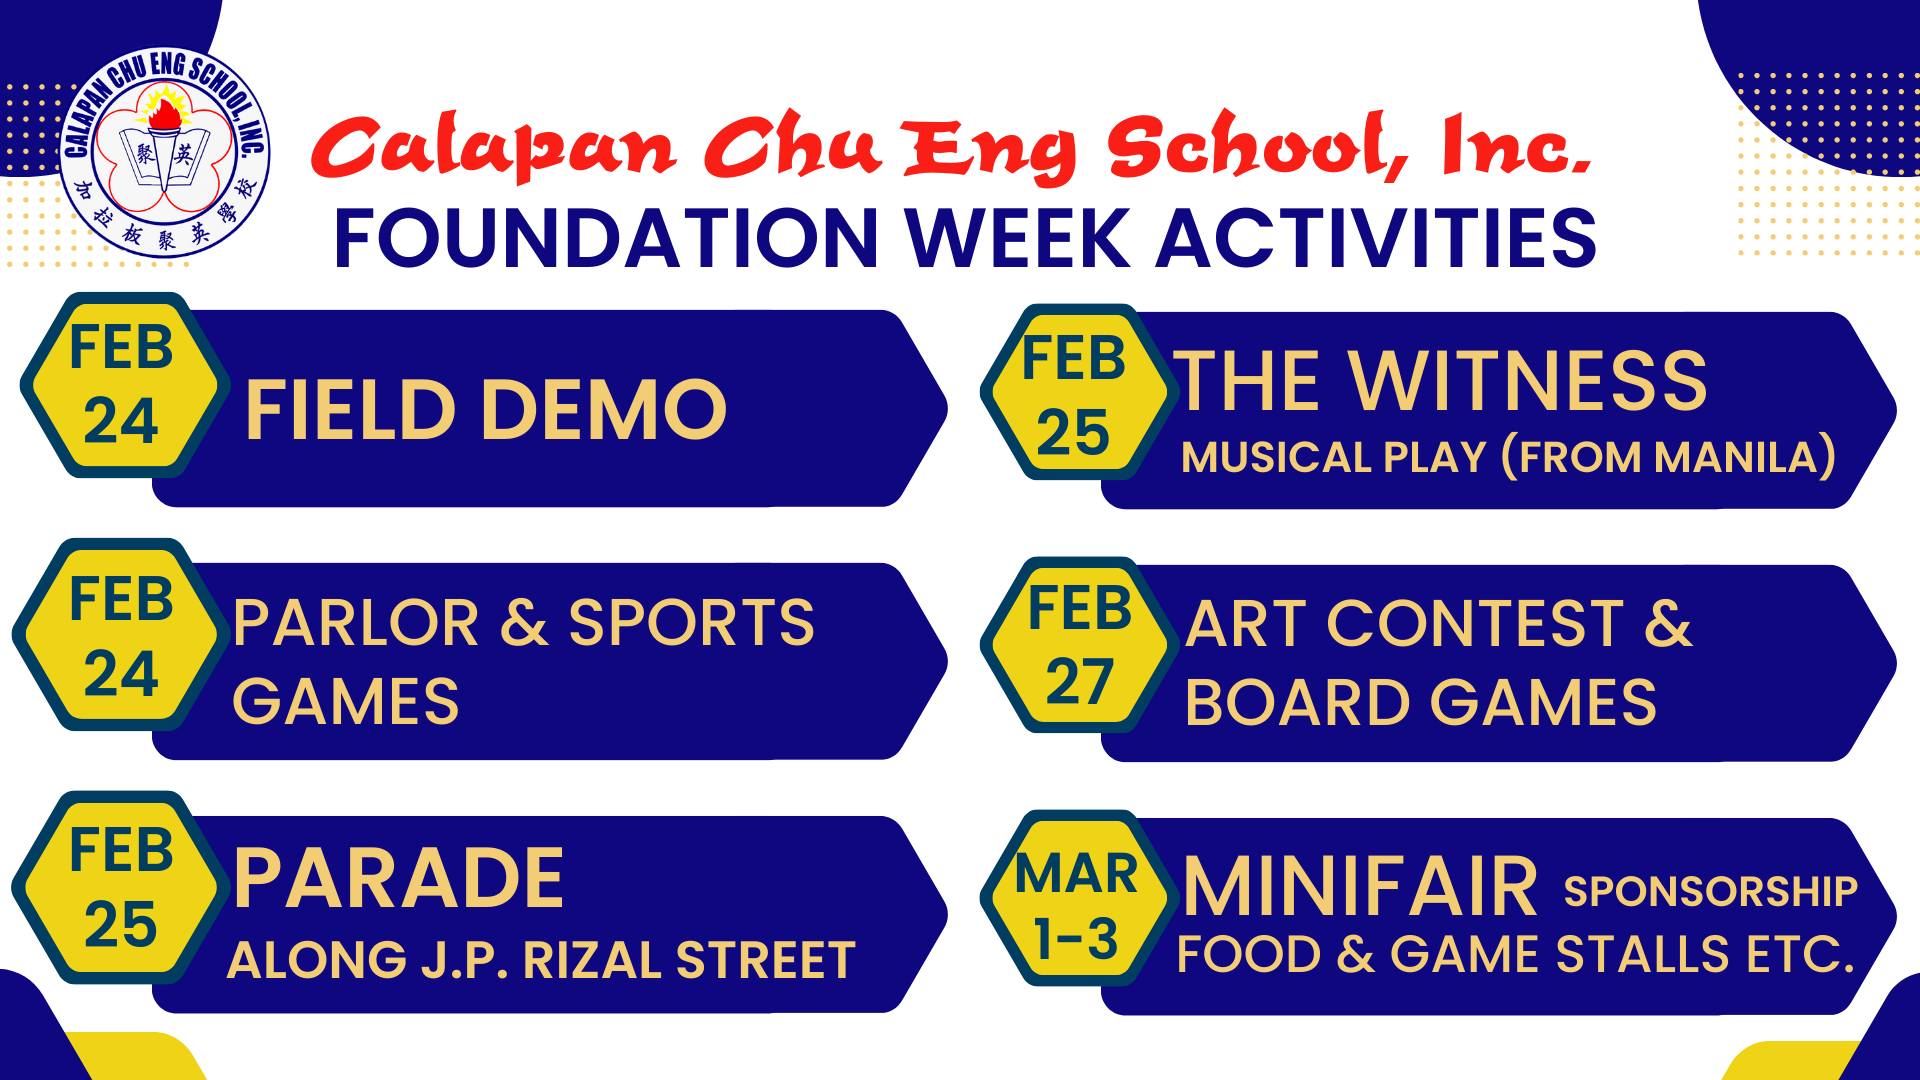 CALAPAN CHU ENG SCHOOL, INC.
聚 英
加拉板聚英學校
Calapan Chu Eng School, Inc.
FOUNDATION WEEK ACTIVITIES
FEB
24
FIELD DEMO
FEB
24
PARLOR & SPORTS
GAMES
FEB
25
PARADE
ALONG J.P. RIZAL STREET
FEB
25
THE WITNESS
MUSICAL PLAY (FROM MANILA)
FEB
27
ART CONTEST &
BOARD GAMES
MAR
1-3
MINIFAIR SPONSORSHIP
FOOD & GAME STALLS ETC.